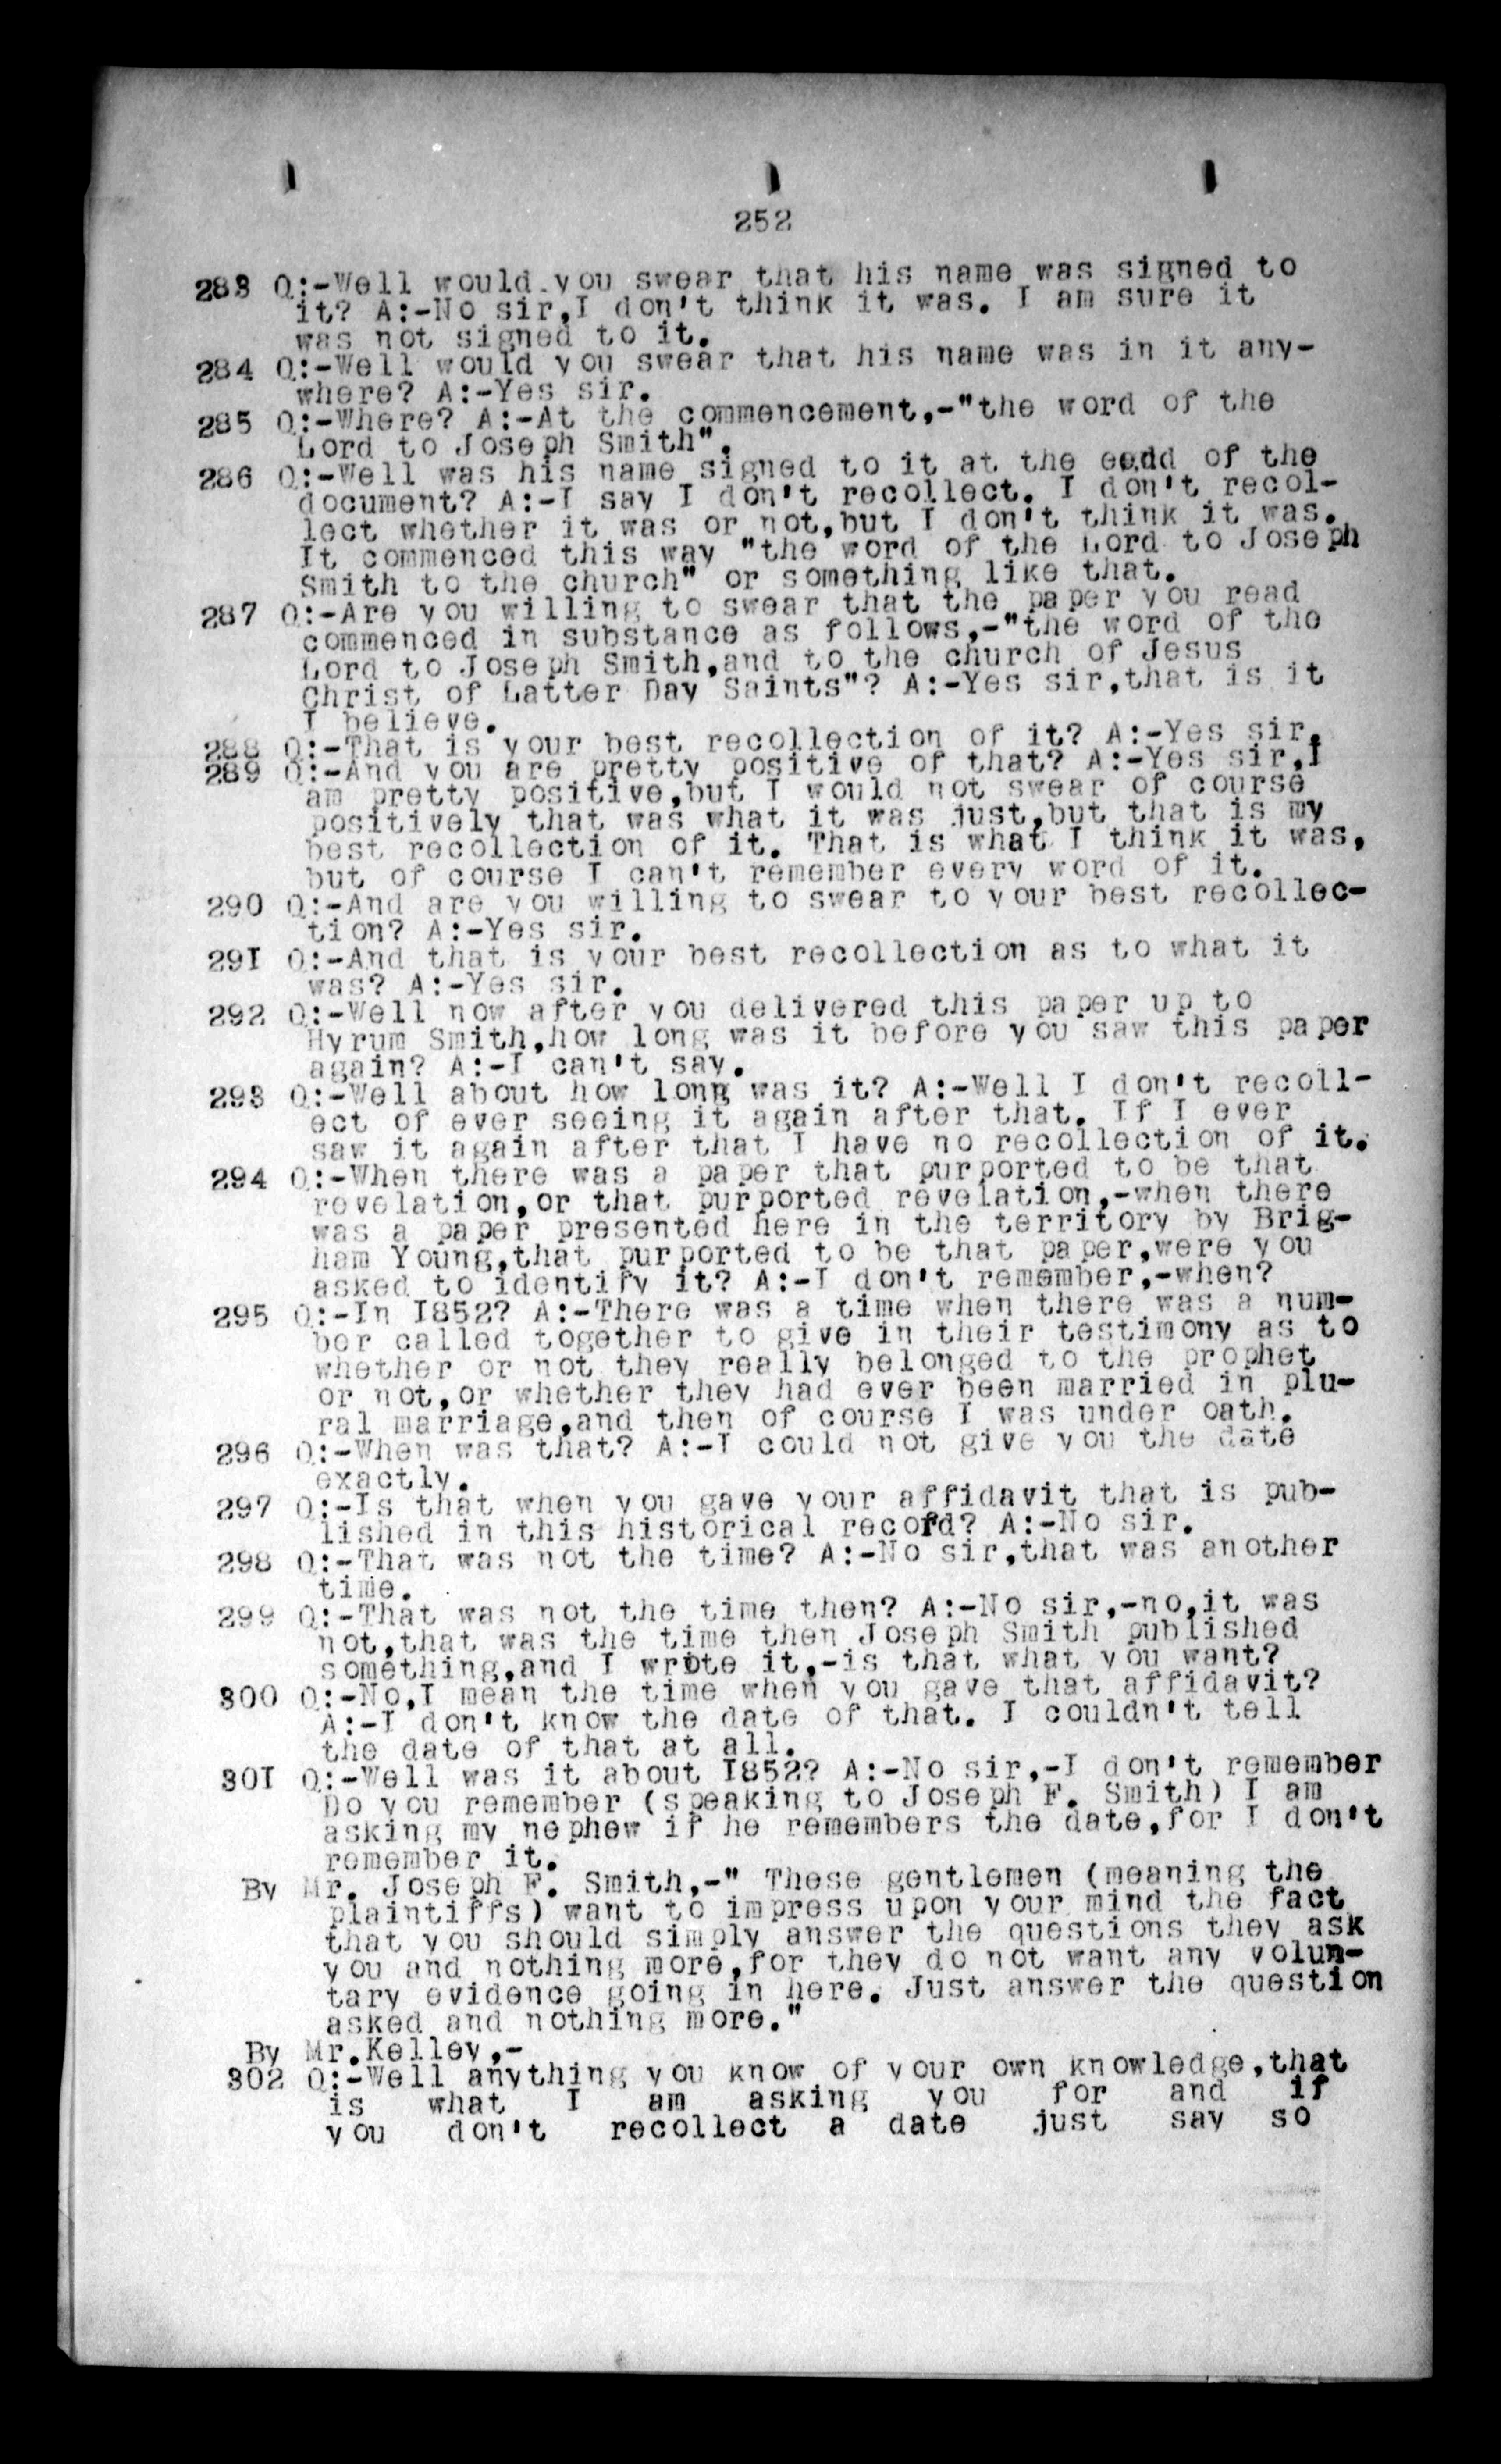 252
283 Q:-Well would you swear that his name was signed to
it? A:-No sir,I don't think it was. I am sure it
was not signed to it.
284 Q:-Well would you swear that his name was in it any-
where? A:-Yes sir.
285 Q:-Where? A:-At the commencement,-"the word of the
Lord to Joseph Smith".
286 Q:-Well was his name signed to it at the eedd of the
document? A:-I say I don't recollect. I don't recol-
lect whether it was or not,but I don't think it was.
It commenced this way "the word of the Lord to Joseph
Smith to the church" or something like that.
287 Q:-Are you willing to swear that the paper you read
commenced in substance as follows,-"the word of the
Lord to Joseph Smith,and to the church of Jesus
Christ of Latter Day Saints"? A:-Yes sir,that is it
I believe.
288 Q:-That is your best recollection of it? A:-Yes sir.
289 Q:-And you are pretty positive of that? A:-Yes sir,I
am pretty positive,but I would not swear of course
positively that was what it was just,but that is my
best recollection of it. That is what I think it was,
but of course I can't remember every word of it.
290 Q:-And are you willing to swear to your best recollec-
tion? A:-Yes sir.
291 Q:-And that is your best recollection as to what it
was? A:-Yes sir.
292 Q:-Well now after you delivered this paper up to
Hyrum Smith,how long was it before you saw this paper
again? A:-I can't say.
293 Q:-Well about how long was it? A:-Well I don't recoll-
ect of ever seeing it again after that. If I ever
saw it again after that I have no recollection of it.
294 Q:-When there was a paper that purported to be that
revelation,or that purported revelation,-when there
was a paper presented here in the territory by Brig-
ham Young,that purported to be that paper,were you
asked to identify it? A:-I don't remember,-when?
295 Q:-In I852? A:-There was a time when there was a num-
ber called together to give in their testimony as to
whether or not they really belonged to the prophet
or not,or whether they had ever been married in plu-
ral marriage,and then of course I was under oath.
296 Q:-When was that? A:-I could not give you the date
exactly.
297 Q:-Is that when you gave your affidavit that is pub-
lished in this historical record? A:-No sir.
298 Q:-That was not the time? A:-No sir,that was another
time.
299 Q:-That was not the time then? A:-No sir,-no,it was
not,that was the time then Joseph Smith published
something,and I wrote it,-is that what you want?
300 Q:-No,I mean the time when you gave that affidavit?
A:-I don't know the date of that. I couldn't tell
the date of that at all.
301 Q:-Well was it about I852? A:-No sir,-I don't remember
Do you remember (speaking to Joseph F. Smith) I am
asking my nephew if he remembers the date,for I don't
remember it.
By Mr. Joseph F. Smith,-" These gentlemen (meaning the
plaintiffs) want to impress upon your mind the fact
that you should simply answer the questions they ask
you and nothing more,for they do not want any volun-
tary evidence going in here. Just answer the question
asked and nothing more."
By Mr.Kelley,-
302 Q:-Well anything you know of your own knowledge,that
is what I am asking you for and if
you don't recollect a date just say so